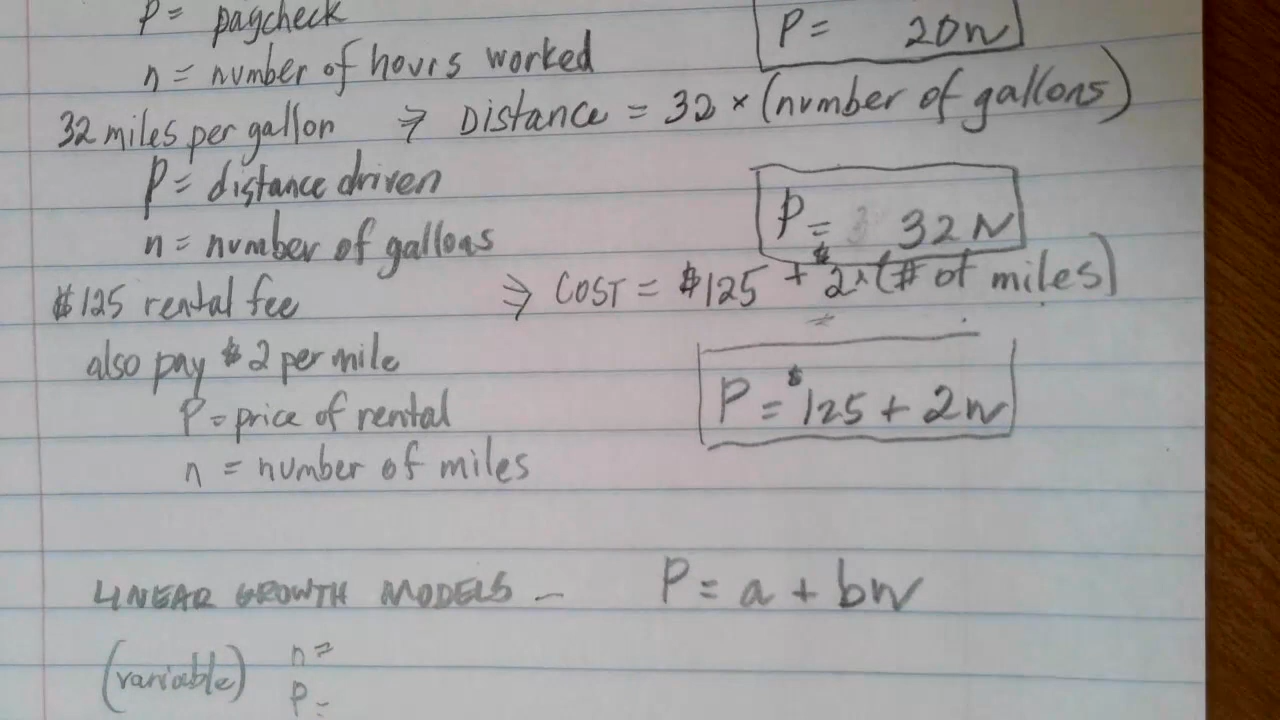 P = paycheck
P = 20n
n = number of hours worked
32 miles per gallon ⇒ Distance = 32 × (number of gallons)
P = distance driven
P = 32N
n = number of gallons
$125 rental fee ⇒ COST = $125 + $2 × (# of miles)
also pay $2 per mile
P = price of rental
P = $125 + 2n
n = number of miles
LINEAR GROWTH MODELS — P = a + bn
(variable) n =
P =